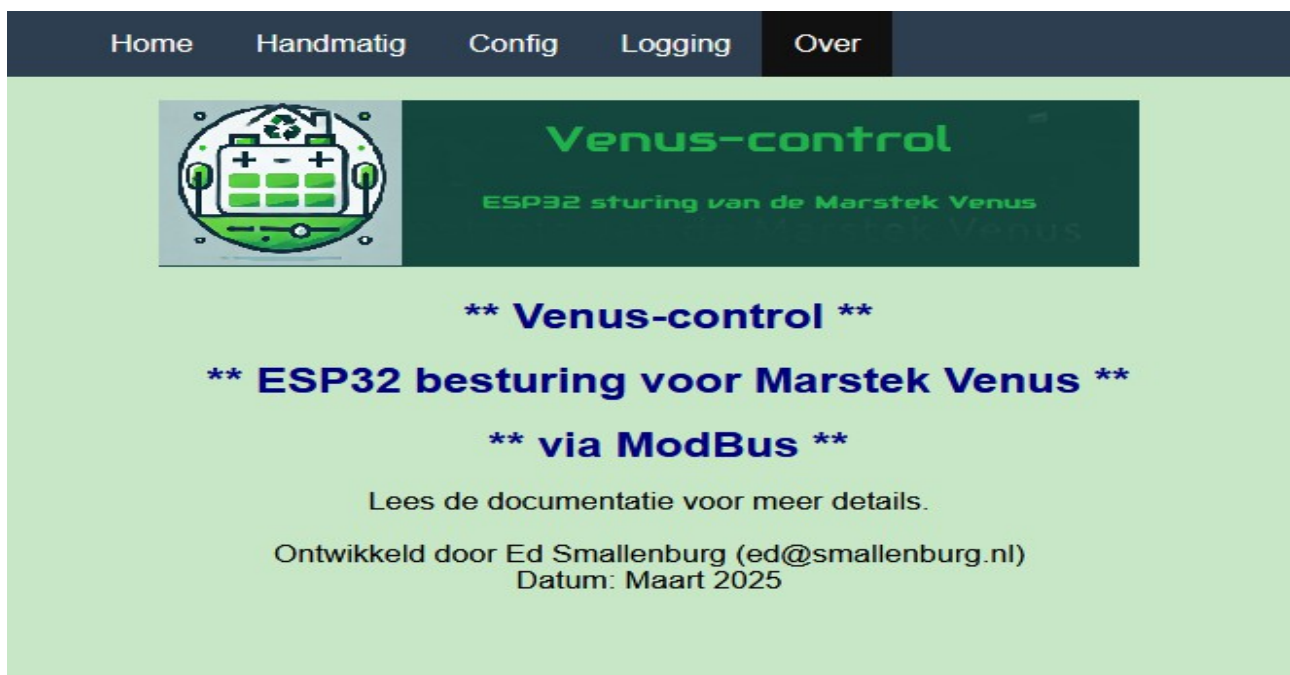 Home Handmatig Config Logging Over
Venus-control
ESP32 sturing van de Marstek Venus
** Venus-control **
** ESP32 besturing voor Marstek Venus **
** via ModBus **
Lees de documentatie voor meer details.
Ontwikkeld door Ed Smallenburg (ed@smallenburg.nl)
Datum: Maart 2025